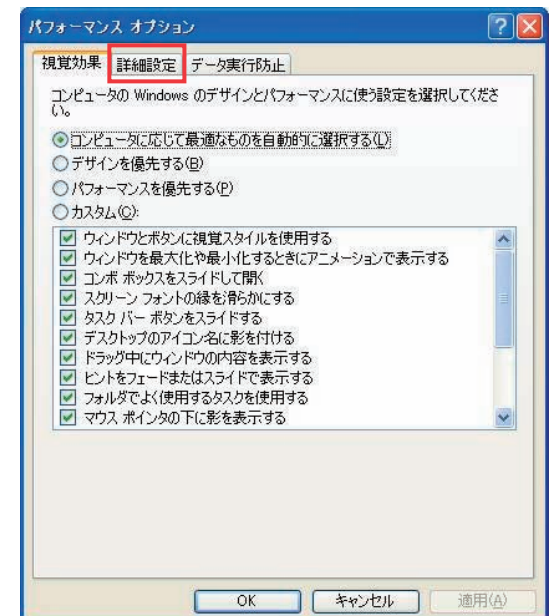 パフォーマンス オプション
視覚効果 詳細設定 データ実行防止
コンピュータの Windows のデザインとパフォーマンスに使う設定を選択してくださ
い。
コンピュータに応じて最適なものを自動的に選択する(L)
デザインを優先する(B)
パフォーマンスを優先する(P)
カスタム(C):
ウィンドウとボタンに視覚スタイルを使用する
ウィンドウを最大化や最小化するときにアニメーションで表示する
コンボ ボックスをスライドして開く
スクリーン フォントの縁を滑らかにする
タスク バー ボタンをスライドする
デスクトップのアイコン名に影を付ける
ドラッグ中にウィンドウの内容を表示する
ヒントをフェードまたはスライドで表示する
フォルダでよく使用するタスクを使用する
マウス ポインタの下に影を表示する
OK キャンセル 適用(A)